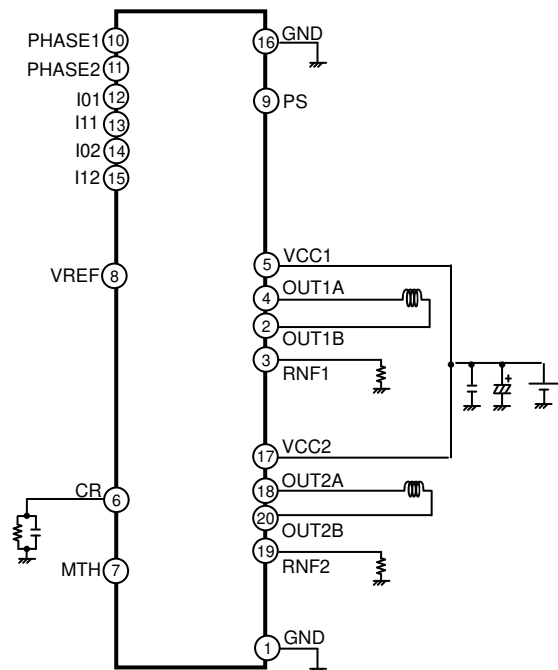 PHASE1 10
PHASE2 11
I01 12
I11 13
I02 14
I12 15
VREF 8
CR 6
MTH 7
16 GND
9 PS
5 VCC1
4 OUT1A
2 OUT1B
3 RNF1
17 VCC2
18 OUT2A
20 OUT2B
19 RNF2
1 GND
+